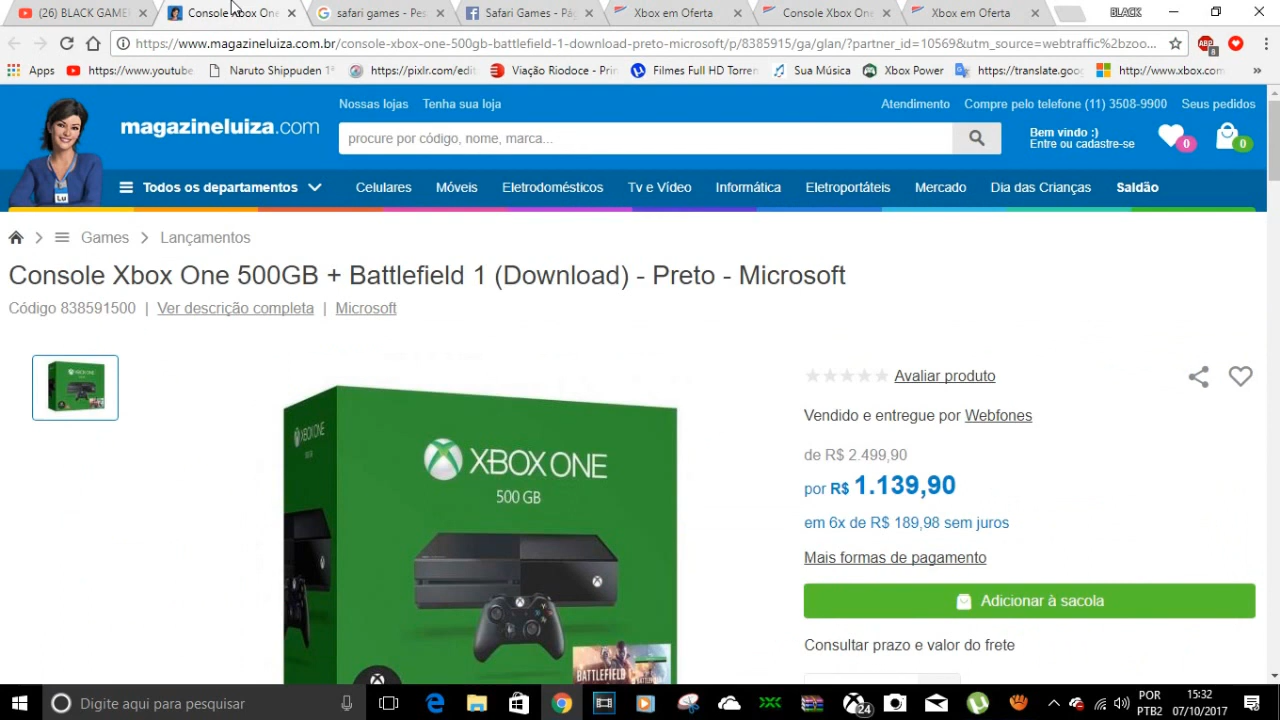 (26) BLACK GAME
Console Xbox One
safari games - Pes
Safari Games - Pág
Xbox em Oferta
Console Xbox One
Xbox em Oferta
BLACK
https://www.magazineluiza.com.br/console-xbox-one-500gb-battlefield-1-download-preto-microsoft/p/8385915/ga/glan/?partner_id=10569&utm_source=webtraffic%2bzoo...
ABP
8
Apps
https://www.youtube.
Naruto Shippuden 1ª
https://pixlr.com/edit
Viação Riodoce - Prin
Filmes Full HD Torren
Sua Música
Xbox Power
https://translate.goog
http://www.xbox.com
»
Nossas lojas
Tenha sua loja
Atendimento
Compre pelo telefone (11) 3508-9900
Seus pedidos
magazineluiza.com
procure por código, nome, marca...
Bem vindo :)
Entre ou cadastre-se
0
0
Lu
Todos os departamentos
Celulares
Móveis
Eletrodomésticos
Tv e Vídeo
Informática
Eletroportáteis
Mercado
Dia das Crianças
Saldão
Games
Lançamentos
Console Xbox One 500GB + Battlefield 1 (Download) - Preto - Microsoft
Código 838591500 | Ver descrição completa | Microsoft
XBOX ONE
XBOX ONE
500 GB
BATTLEFIELD
Avaliar produto
Vendido e entregue por Webfones
de R$ 2.499,90
por R$ 1.139,90
em 6x de R$ 189,98 sem juros
Mais formas de pagamento
Adicionar à sacola
Consultar prazo e valor do frete
Digite aqui para pesquisar
24
POR
PTB2
15:32
07/10/2017